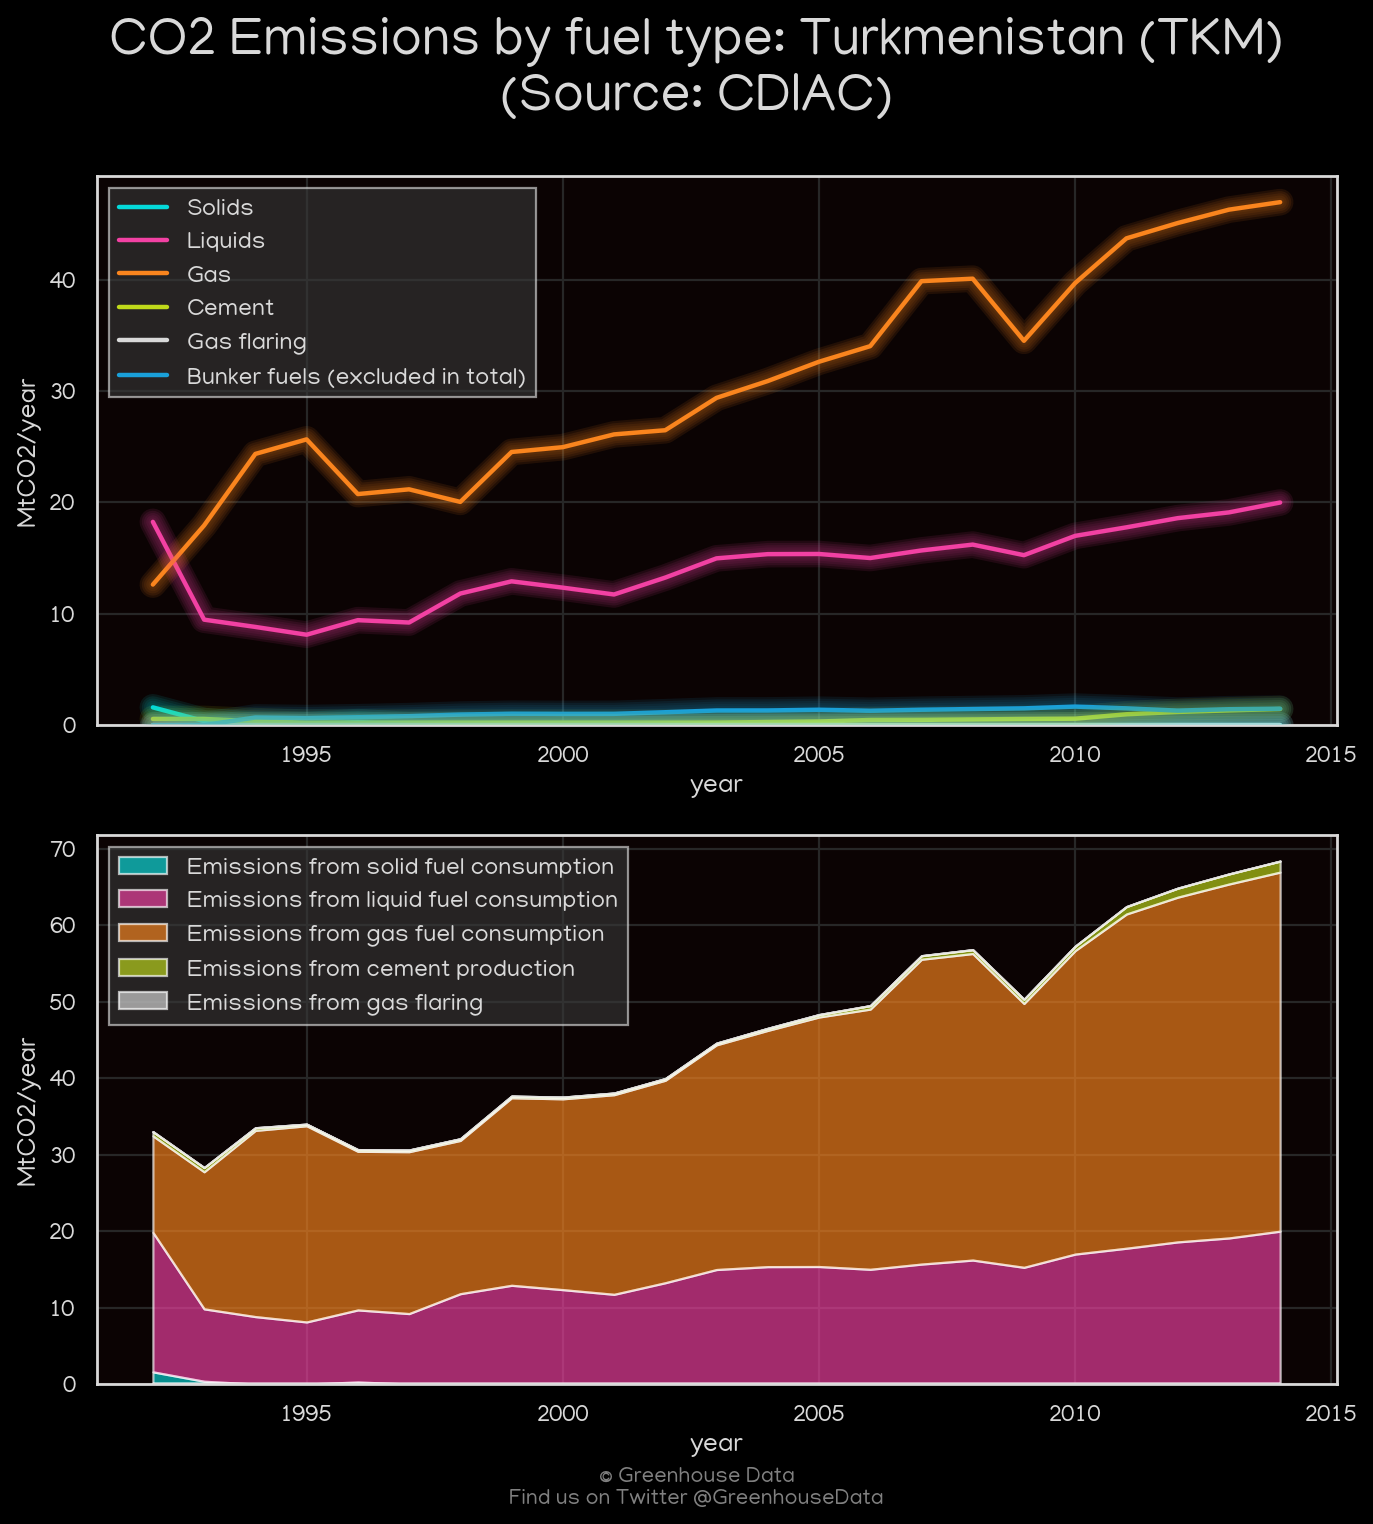 CO2 Emissions by fuel type: Turkmenistan (TKM)
(Source: CDIAC)
Solids
Liquids
Gas
Cement
Gas flaring
Bunker fuels (excluded in total)
MtCO2/year
40
30
20
10
0
1995 2000 2005 2010 2015
year
Emissions from solid fuel consumption
Emissions from liquid fuel consumption
Emissions from gas fuel consumption
Emissions from cement production
Emissions from gas flaring
MtCO2/year
70
60
50
40
30
20
10
0
1995 2000 2005 2010 2015
year
© Greenhouse Data
Find us on Twitter @GreenhouseData